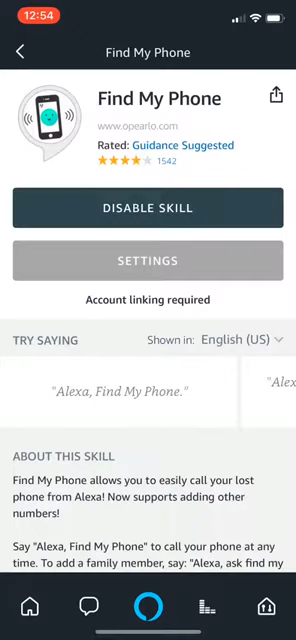 12:54
Find My Phone
Find My Phone
www.opearlo.com
Rated: Guidance Suggested
1542
DISABLE SKILL
SETTINGS
Account linking required
TRY SAYING
Shown in: English (US)
"Alexa, Find My Phone."
"Alex
ABOUT THIS SKILL
Find My Phone allows you to easily call your lost
phone from Alexa! Now supports adding other
numbers!
Say "Alexa, Find My Phone" to call your phone at any
time. To add a family member, say: "Alexa, ask find my